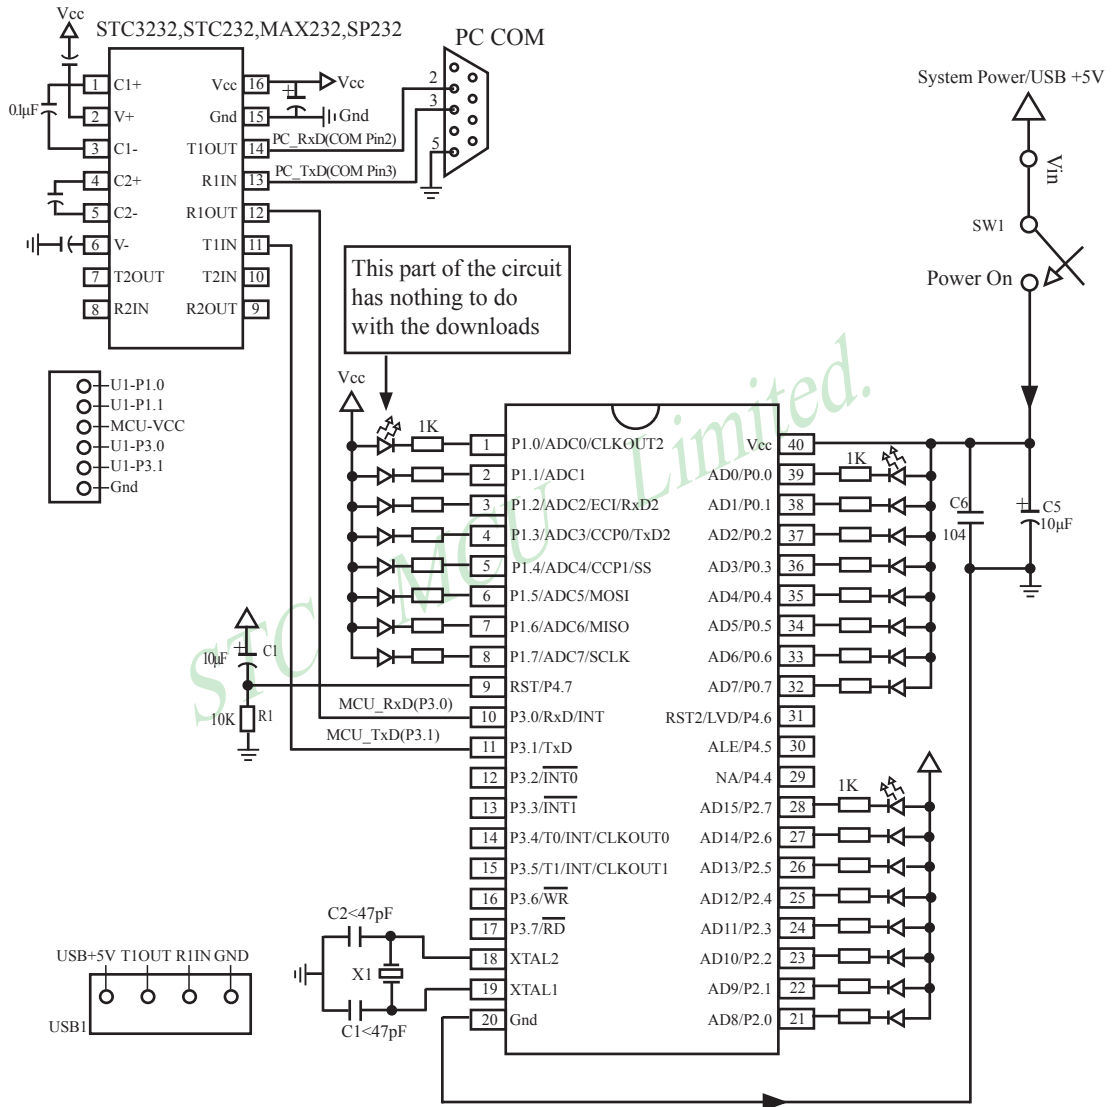 Vcc
STC3232,STC232,MAX232,SP232
PC COM
System Power/USB +5V
1 C1+ Vcc 16 Vcc
0.1μF
2 V+ Gnd 15 Gnd
3 C1- T1OUT 14 PC_RxD(COM Pin2)
4 C2+ R1IN 13 PC_TxD(COM Pin3)
5 C2- R1OUT 12
6 V- T1IN 11
7 T2OUT T2IN 10
8 R2IN R2OUT 9
2
3
5
Vin
SW1
Power On
This part of the circuit
has nothing to do
with the downloads
U1-P1.0
U1-P1.1
MCU-VCC
U1-P3.0
U1-P3.1
Gnd
Vcc
1K
1 P1.0/ADC0/CLKOUT2 Vcc 40
2 P1.1/ADC1 AD0/P0.0 39 1K
3 P1.2/ADC2/ECI/RxD2 AD1/P0.1 38
4 P1.3/ADC3/CCP0/TxD2 AD2/P0.2 37
5 P1.4/ADC4/CCP1/SS AD3/P0.3 36
6 P1.5/ADC5/MOSI AD4/P0.4 35
7 P1.6/ADC6/MISO AD5/P0.5 34
8 P1.7/ADC7/SCLK AD6/P0.6 33
9 RST/P4.7 AD7/P0.7 32
MCU_RxD(P3.0) 10 P3.0/RxD/INT RST2/LVD/P4.6 31
MCU_TxD(P3.1) 11 P3.1/TxD ALE/P4.5 30
12 P3.2/INT0 NA/P4.4 29
13 P3.3/INT1 AD15/P2.7 28 1K
14 P3.4/T0/INT/CLKOUT0 AD14/P2.6 27
15 P3.5/T1/INT/CLKOUT1 AD13/P2.5 26
16 P3.6/WR AD12/P2.4 25
17 P3.7/RD AD11/P2.3 24
18 XTAL2 AD10/P2.2 23
19 XTAL1 AD9/P2.1 22
20 Gnd AD8/P2.0 21
C6
104
+
C5
10μF
10μF + C1
10K R1
C2<47pF
X1
C1<47pF
USB+5V T1OUT R1IN GND
USB1
STC MCU Limited.